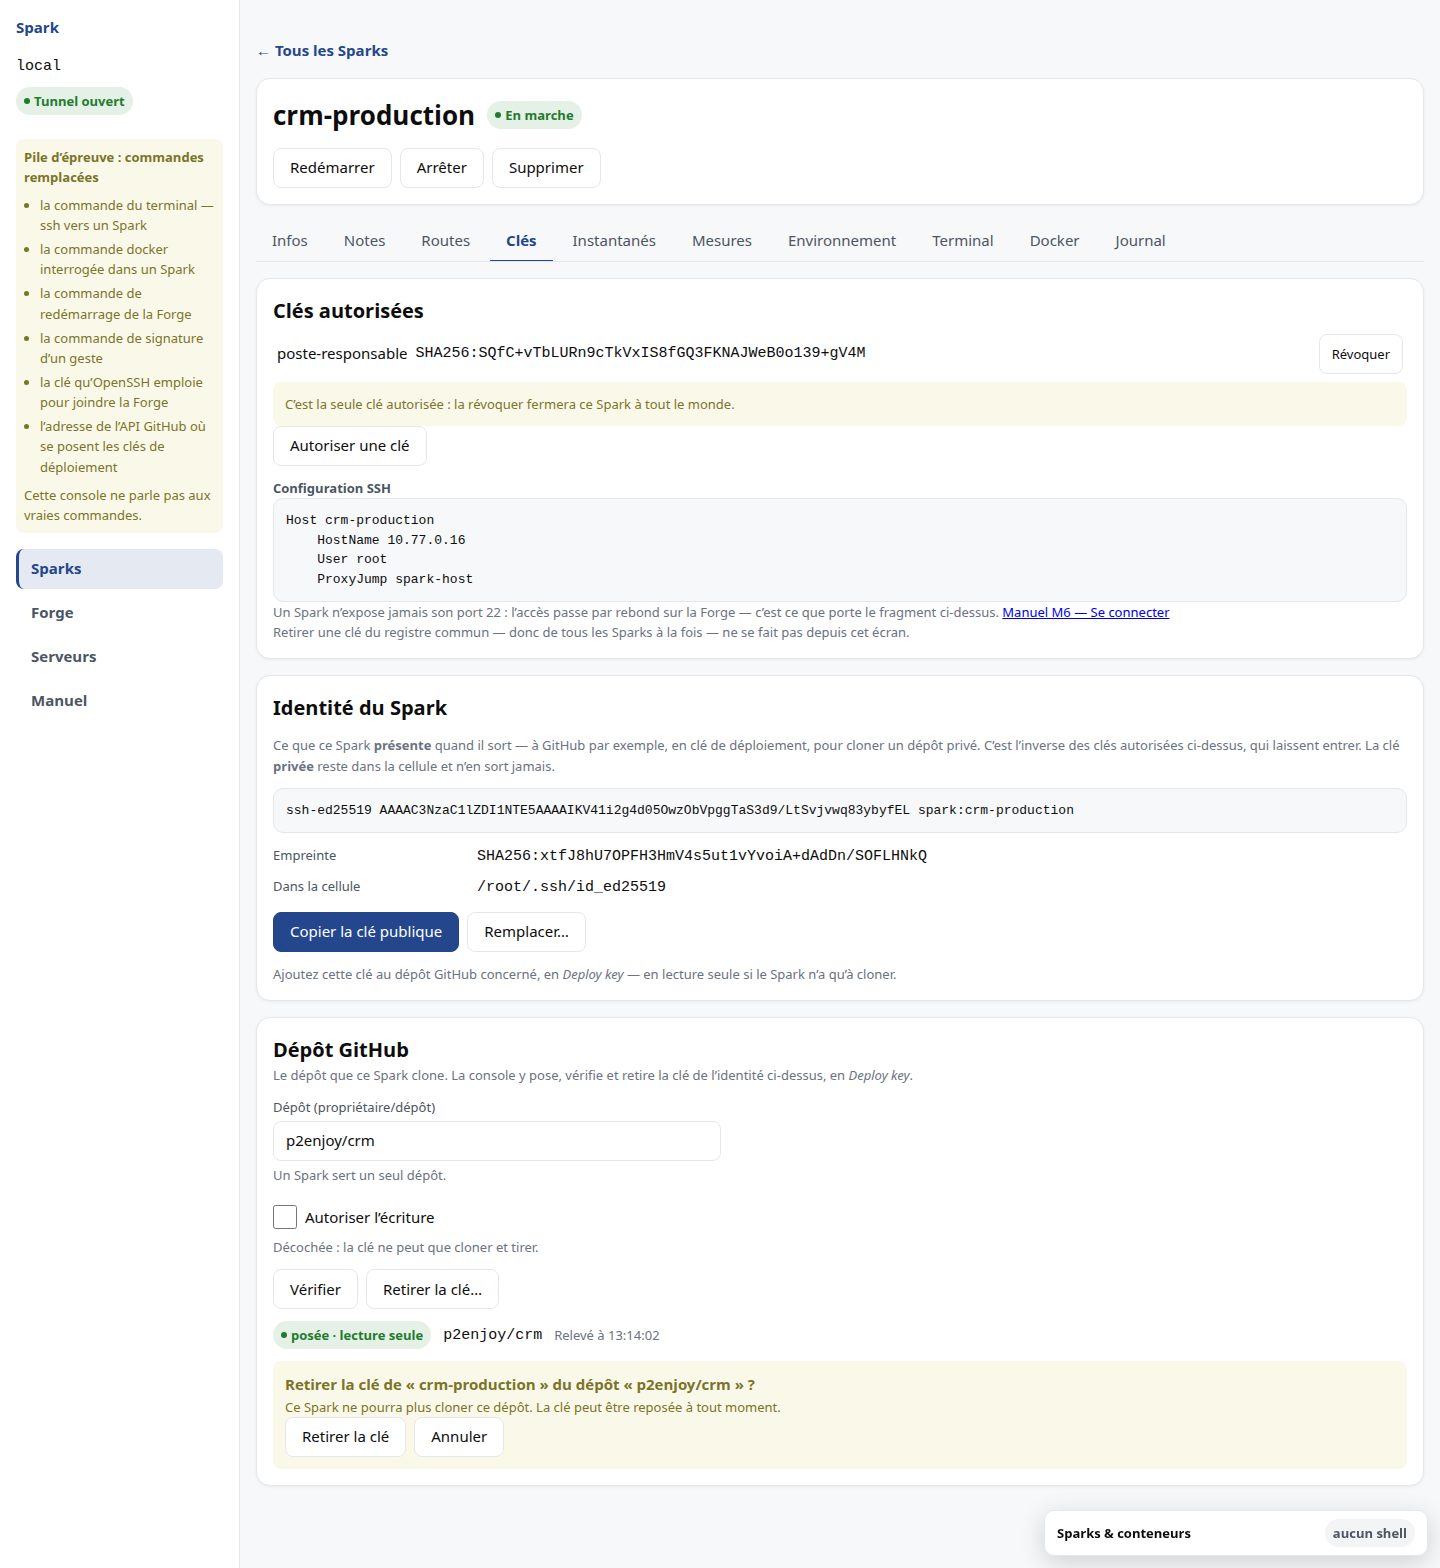 Spark
local
Tunnel ouvert
Pile d’épreuve : commandes
remplacées
la commande du terminal —
ssh vers un Spark
la commande docker
interrogée dans un Spark
la commande de
redémarrage de la Forge
la commande de signature
d’un geste
la clé qu’OpenSSH emploie
pour joindre la Forge
l’adresse de l’API GitHub où
se posent les clés de
déploiement
Cette console ne parle pas aux
vraies commandes.
Sparks
Forge
Serveurs
Manuel
← Tous les Sparks
crm-production En marche
Redémarrer Arrêter Supprimer
Infos Notes Routes Clés Instantanés Mesures Environnement Terminal Docker Journal
Clés autorisées
poste-responsable SHA256:SQfC+vTbLURn9cTkVxIS8fGQ3FKNAJWeB0o139+gV4M Révoquer
C’est la seule clé autorisée : la révoquer fermera ce Spark à tout le monde.
Autoriser une clé
Configuration SSH
Host crm-production
HostName 10.77.0.16
User root
ProxyJump spark-host
Un Spark n’expose jamais son port 22 : l’accès passe par rebond sur la Forge — c’est ce que porte le fragment ci-dessus. Manuel M6 — Se connecter
Retirer une clé du registre commun — donc de tous les Sparks à la fois — ne se fait pas depuis cet écran.
Identité du Spark
Ce que ce Spark présente quand il sort — à GitHub par exemple, en clé de déploiement, pour cloner un dépôt privé. C’est l’inverse des clés autorisées ci-dessus, qui laissent entrer. La clé
privée reste dans la cellule et n’en sort jamais.
ssh-ed25519 AAAAC3NzaC1lZDI1NTE5AAAAIKV41i2g4d05OwzObVpggTaS3d9/LtSvjvwq83ybyfEL spark:crm-production
Empreinte SHA256:xtfJ8hU7OPFH3HmV4s5ut1vYvoiA+dAdDn/SOFLHNkQ
Dans la cellule /root/.ssh/id_ed25519
Copier la clé publique Remplacer…
Ajoutez cette clé au dépôt GitHub concerné, en Deploy key — en lecture seule si le Spark n’a qu’à cloner.
Dépôt GitHub
Le dépôt que ce Spark clone. La console y pose, vérifie et retire la clé de l’identité ci-dessus, en Deploy key.
Dépôt (propriétaire/dépôt)
p2enjoy/crm
Un Spark sert un seul dépôt.
Autoriser l’écriture
Décochée : la clé ne peut que cloner et tirer.
Vérifier Retirer la clé…
posée · lecture seule p2enjoy/crm Relevé à 13:14:02
Retirer la clé de « crm-production » du dépôt « p2enjoy/crm » ?
Ce Spark ne pourra plus cloner ce dépôt. La clé peut être reposée à tout moment.
Retirer la clé Annuler
Sparks & conteneurs aucun shell